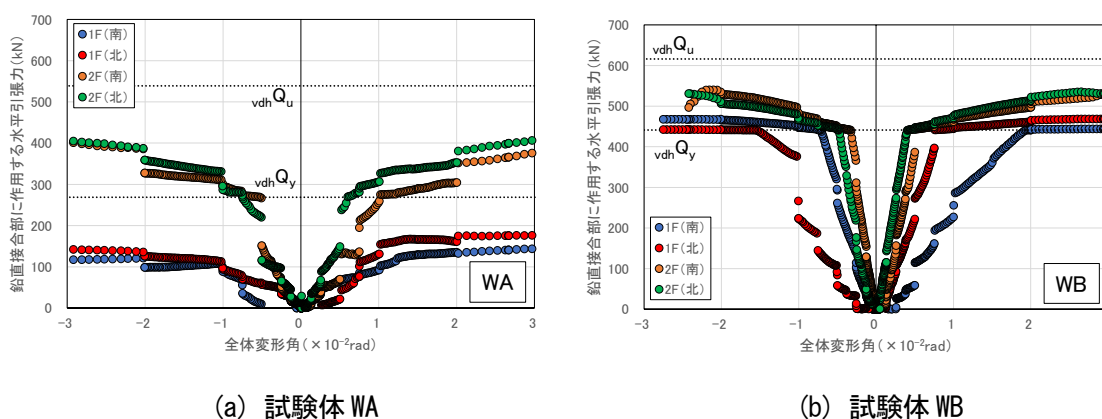 鉛直接合部に作用する水平引張力(kN)
700
600
500
400
300
200
100
0
1F(南)
1F(北)
2F(南)
2F(北)
vdhQu
vdhQy
WA
-3 -2 -1 0 1 2 3
全体変形角(×10-2rad)
(a) 試験体 WA
鉛直接合部に作用する水平引張力(kN)
700
600
500
400
300
200
100
0
vdhQu
vdhQy
1F(南)
1F(北)
2F(南)
2F(北)
WB
-3 -2 -1 0 1 2
全体変形角(×10-2rad)
(b) 試験体 WB